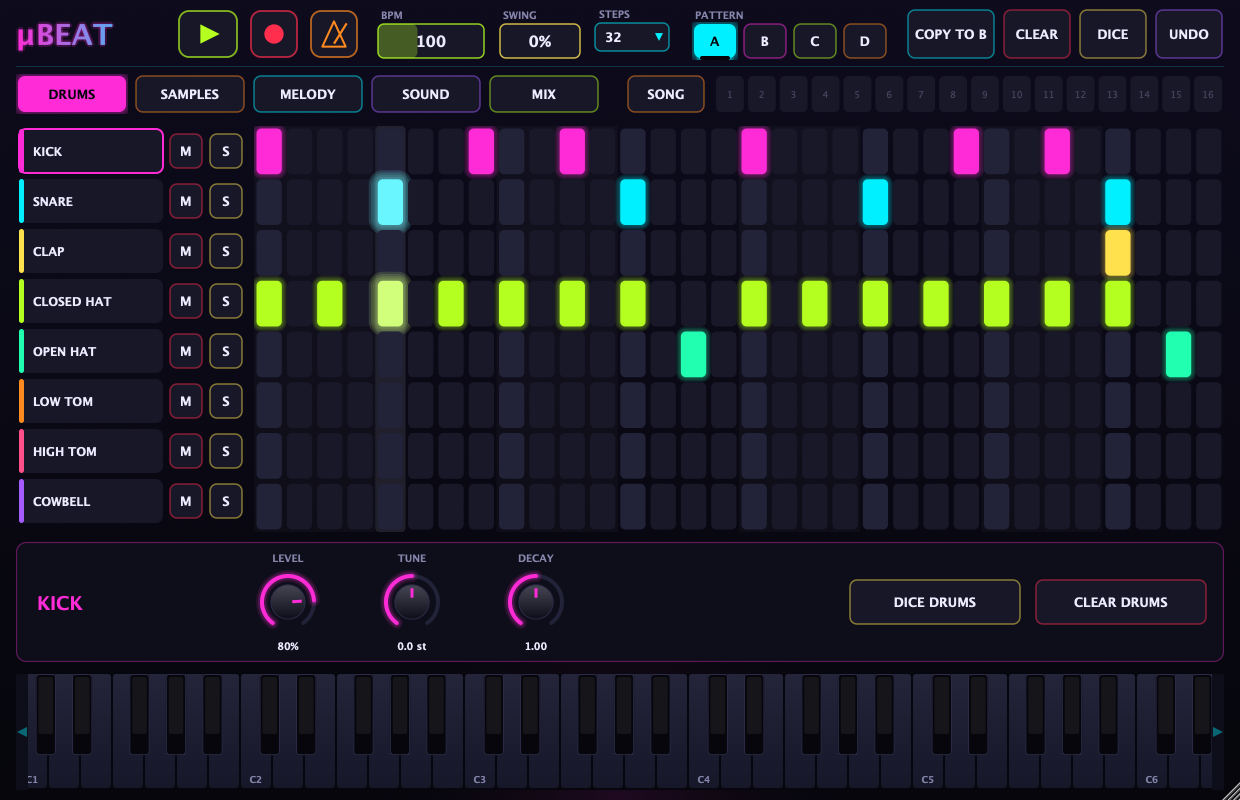 µBEAT
BPM
100
SWING
0%
STEPS
32
PATTERN
A B C D
COPY TO B
CLEAR
DICE
UNDO
DRUMS
SAMPLES
MELODY
SOUND
MIX
SONG
1 2 3 4 5 6 7 8 9 10 11 12 13 14 15 16
KICK M S
SNARE M S
CLAP M S
CLOSED HAT M S
OPEN HAT M S
LOW TOM M S
HIGH TOM M S
COWBELL M S
KICK
LEVEL
80%
TUNE
0.0 st
DECAY
1.00
DICE DRUMS
CLEAR DRUMS
C1 C2 C3 C4 C5 C6